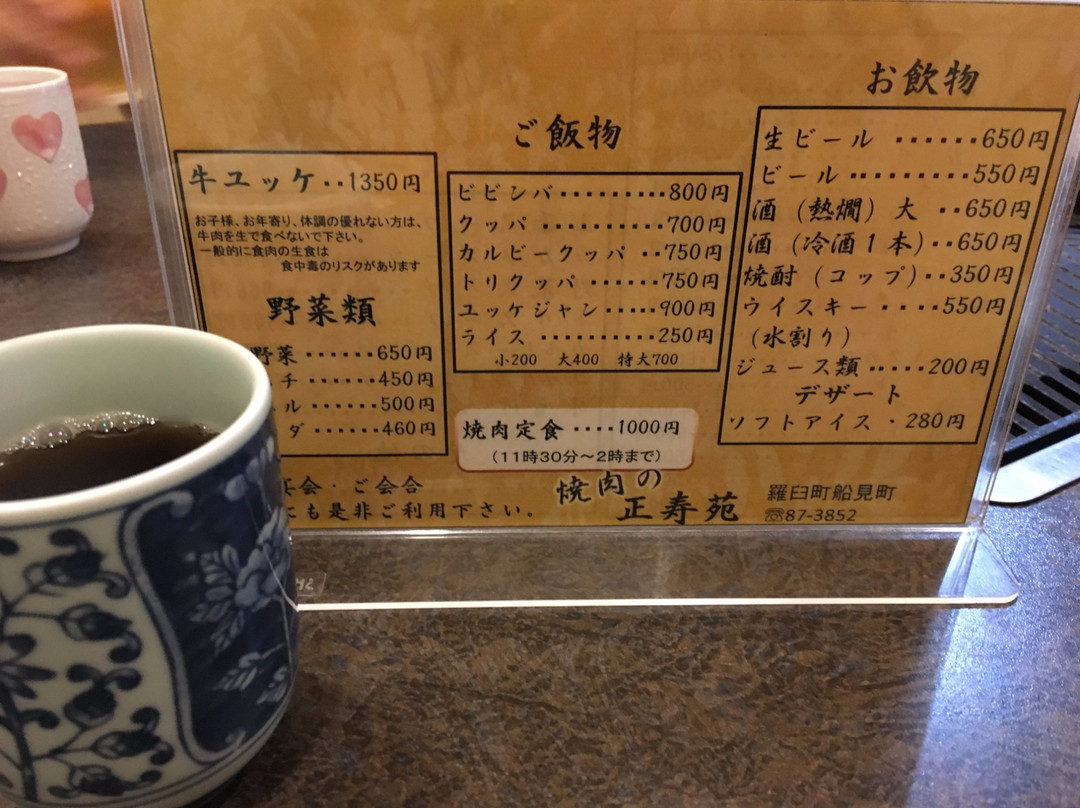 牛ユッケ‥1350円
お子様、お年寄り、体調の優れない方は、
牛肉を生で食べないで下さい。
一般的に食肉の生食は
食中毒のリスクがあります
野菜類
野菜 ‥‥‥‥650円
チ ‥‥‥‥450円
ル ‥‥‥‥500円
ダ ‥‥‥‥460円
会・ご会合
にも是非ご利用下さい。
ご飯物
ビビンバ‥‥‥‥‥800円
クッパ ‥‥‥‥‥‥700円
カルビークッパ ‥‥750円
トリクッパ ‥‥‥‥750円
ユッケジャン‥‥‥900円
ライス ‥‥‥‥‥250円
小200 大400 特大700
焼肉定食‥‥1000円
(11時30分〜2時まで)
焼肉の
正寿苑
お飲物
生ビール ‥‥‥650円
ビール ‥‥‥‥‥550円
酒(熱燗)大 ‥650円
酒(冷酒1本)‥650円
焼酎(コップ)‥350円
ウイスキー ‥‥550円
(水割り)
ジュース類‥‥‥200円
デザート
ソフトアイス・280円
羅臼町船見町
☏87-3852